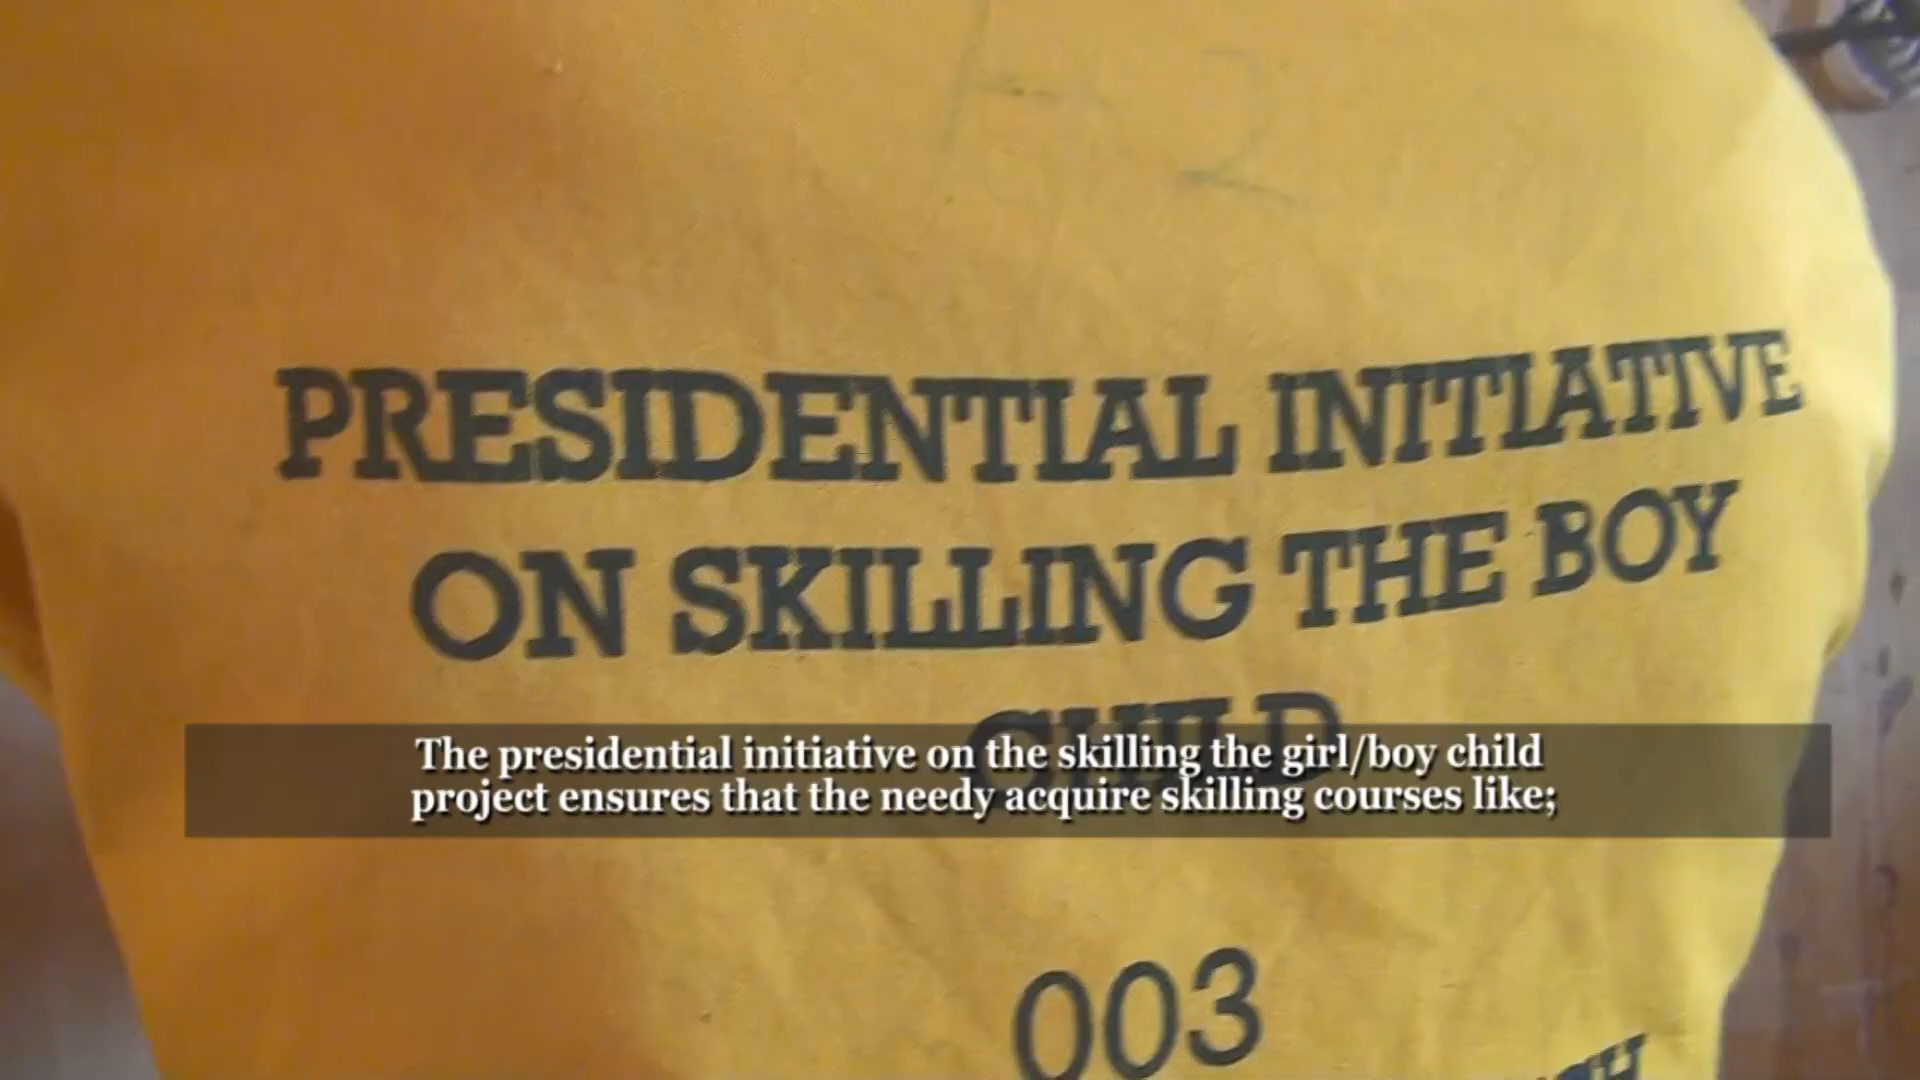 PRESIDENTIAL INITIATIVE
ON SKILLING THE BOY
CHILD
The presidential initiative on the skilling the girl/boy child
project ensures that the needy acquire skilling courses like;
003